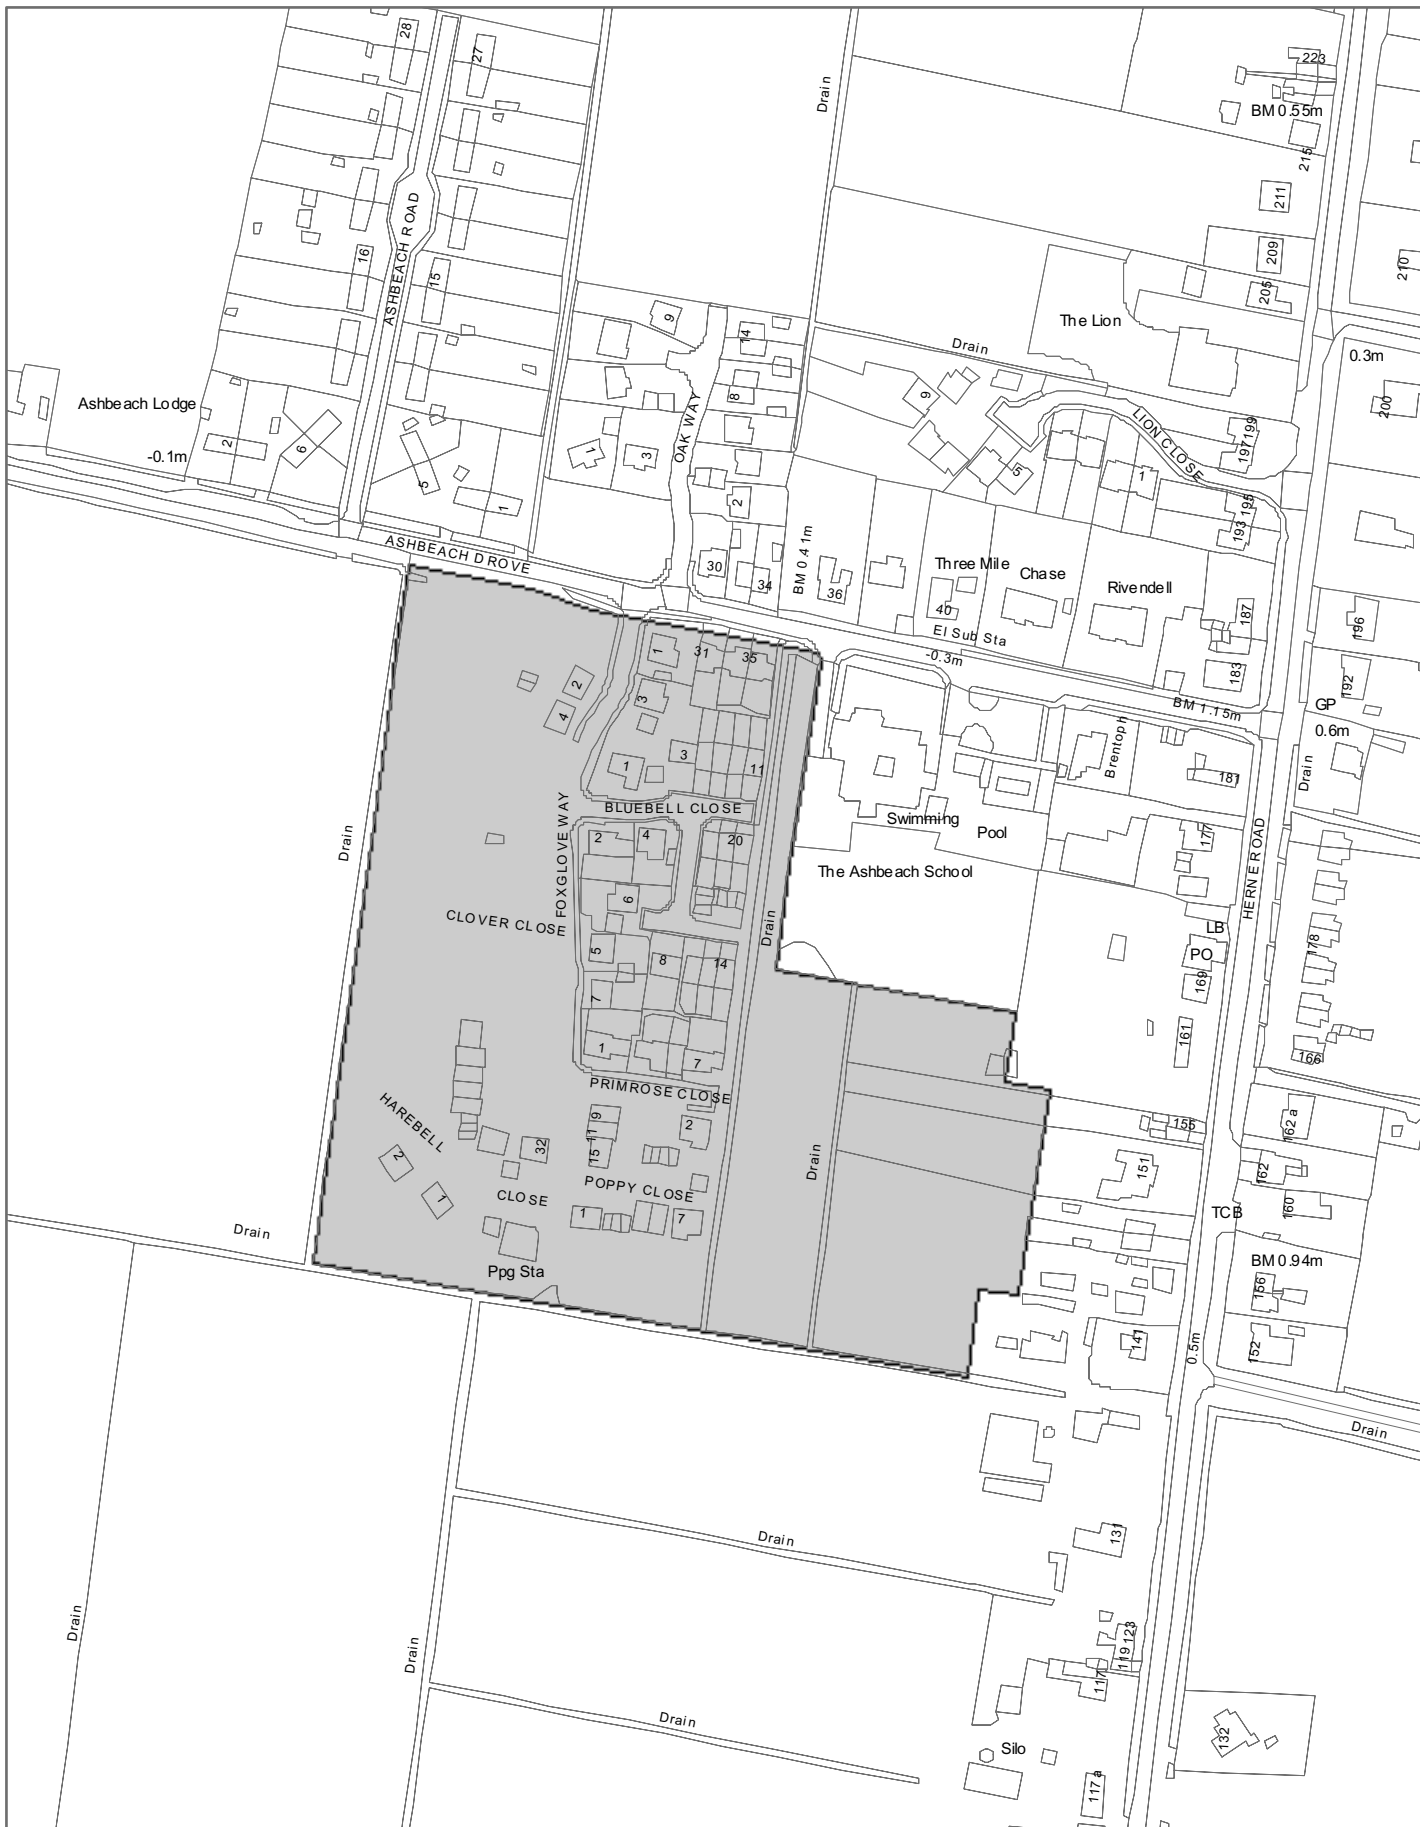 28
27
223
Drain
BM 0.55m
215
211
ASHBEACH ROAD
16
15
209
210
205
9
14
The Lion
Drain
0.3m
Ashbeach Lodge
8
9
200
OAK WAY
LION CLOSE
2
6
-0.1m
1
3
197
199
5
5
1
1
2
195
193
ASHBEACH DROVE
BM 0.41m
30
34
36
Three Mile
Chase
Rivendell
40
187
196
El Sub Sta
-0.3m
183
192
1
31
35
2
3
4
BM 1.15m
GP
0.6m
Brentoph
3
1
11
181
Drain
BLUEBELL CLOSE
FOXGLOVE WAY
Swimming
Pool
Drain
2
4
20
177
HERNE ROAD
The Ashbeach School
6
CLOVER CLOSE
Drain
LB
178
5
8
14
PO
169
7
161
1
7
166
PRIMROSE CLOSE
HAREBELL
9
11
15
2
155
162a
32
2
151
162
Drain
1
CLOSE
POPPY CLOSE
1
7
160
TCB
Drain
Ppg Sta
BM 0.94m
156
141
0.5m
152
Drain
131
Drain
Drain
Drain
123
119
117
Drain
132
Silo
117a